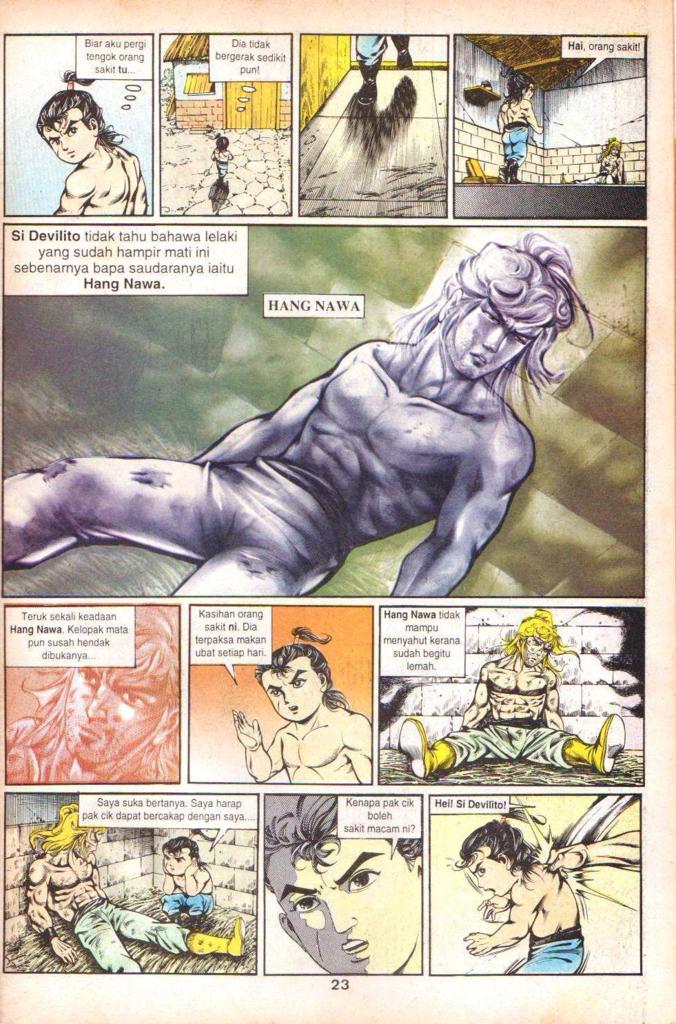 Biar aku pergi
tengok orang
sakit tu...
Dia tidak
bergerak sedikit
pun!
Hai, orang sakit!
Si Devilito tidak tahu bahawa lelaki
yang sudah hampir mati ini
sebenarnya bapa saudaranya iaitu
Hang Nawa.
HANG NAWA
Teruk sekali keadaan
Hang Nawa. Kelopak mata
pun susah hendak
dibukanya...
Kasihan orang
sakit ni. Dia
terpaksa makan
ubat setiap hari.
Hang Nawa tidak
mampu
menyahut kerana
sudah begitu
lemah.
Saya suka bertanya. Saya harap
pak cik dapat bercakap dengan saya....
Kenapa pak cik
boleh
sakit macam ni?
Hei! Si Devilito!
23